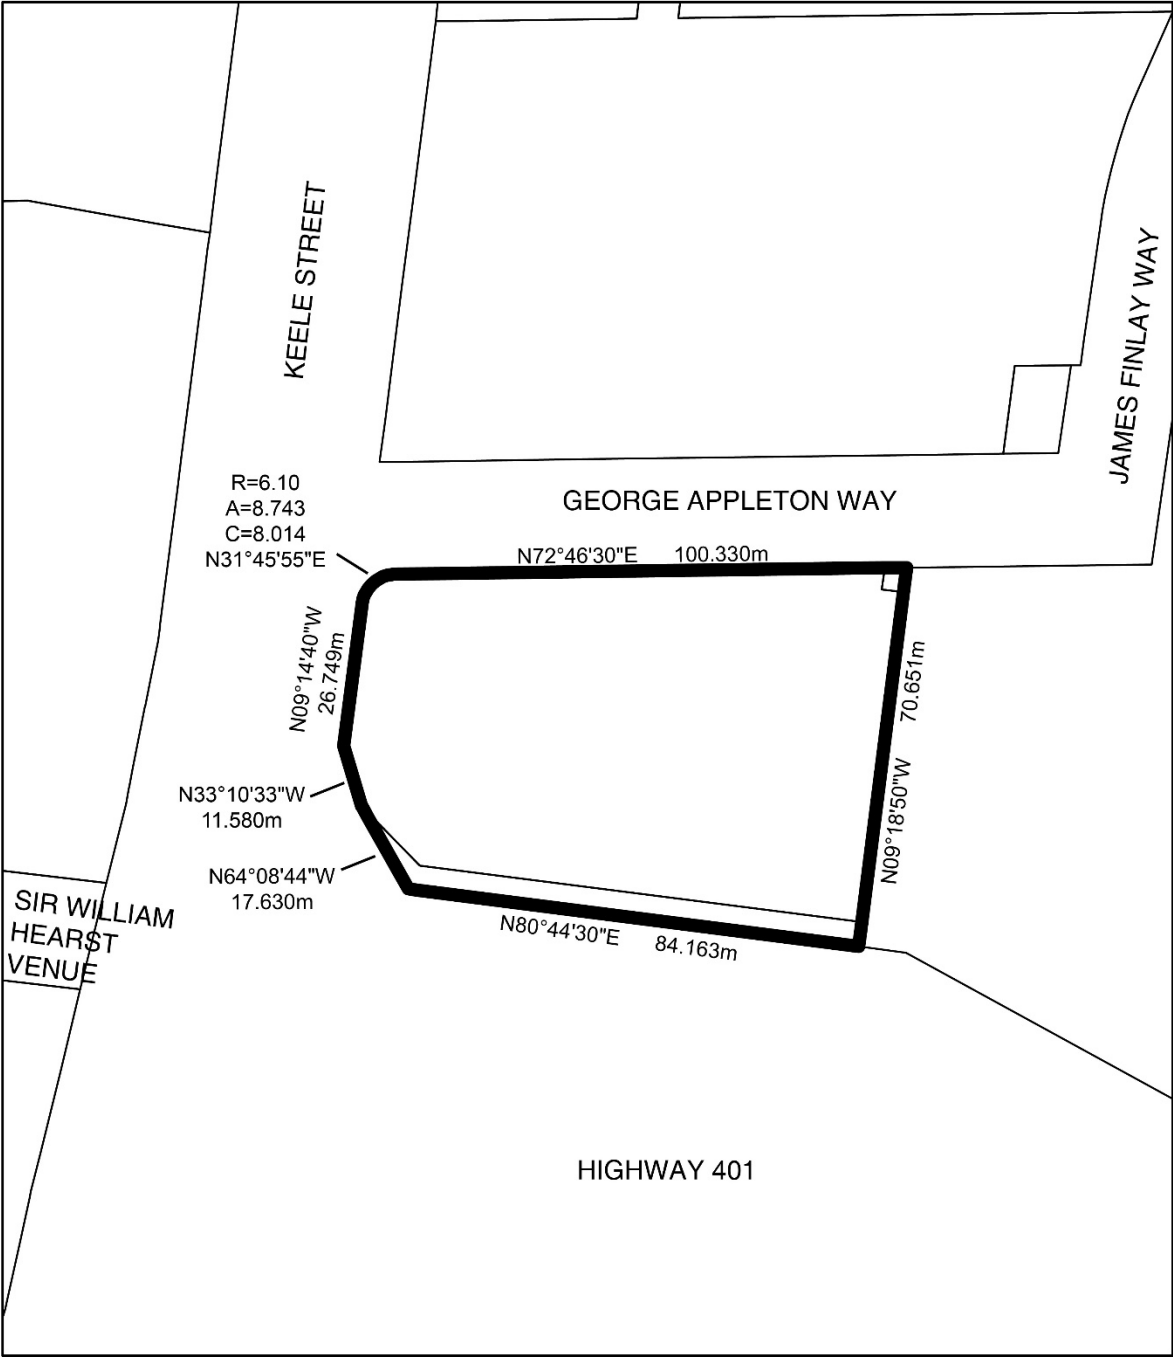 KEELE STREET
JAMES FINLAY WAY
R=6.10
A=8.743
C=8.014
N31°45'55"E
GEORGE APPLETON WAY
N72°46'30"E 100.330m
N09°14'40"W
26.749m
70.651m
N09°18'50"W
N33°10'33"W
11.580m
N64°08'44"W
17.630m
SIR WILLIAM
HEARST
VENUE
N80°44'30"E 84.163m
HIGHWAY 401